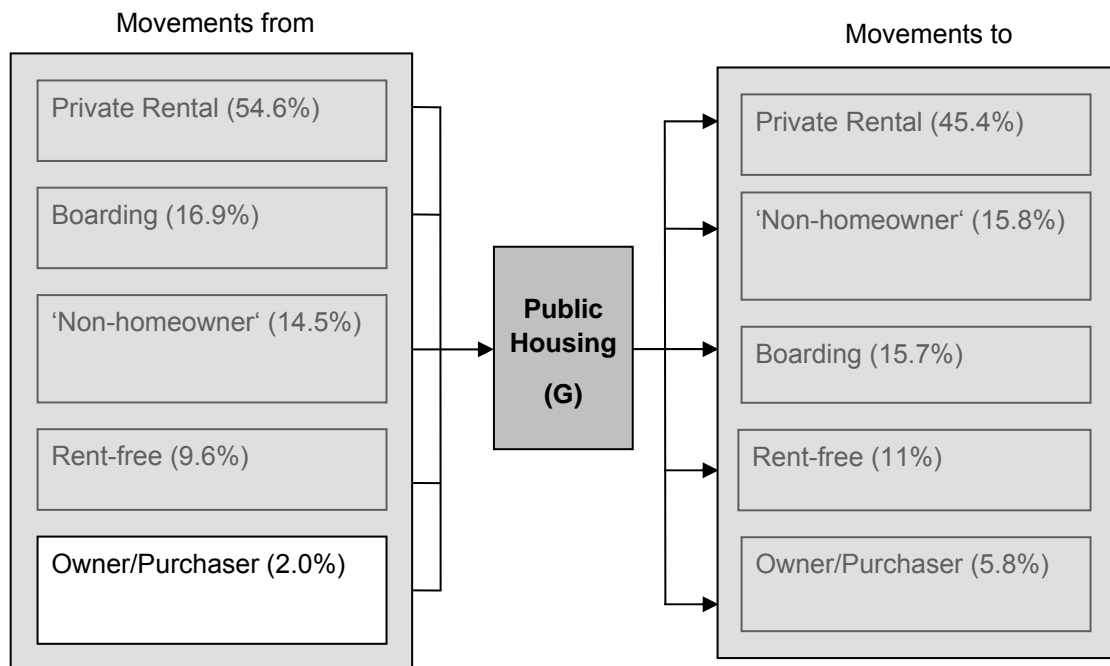 Movements from
Private Rental (54.6%)
Boarding (16.9%)
‘Non-homeowner‘ (14.5%)
Rent-free (9.6%)
Owner/Purchaser (2.0%)
Public
Housing
(G)
Movements to
Private Rental (45.4%)
‘Non-homeowner‘ (15.8%)
Boarding (15.7%)
Rent-free (11%)
Owner/Purchaser (5.8%)